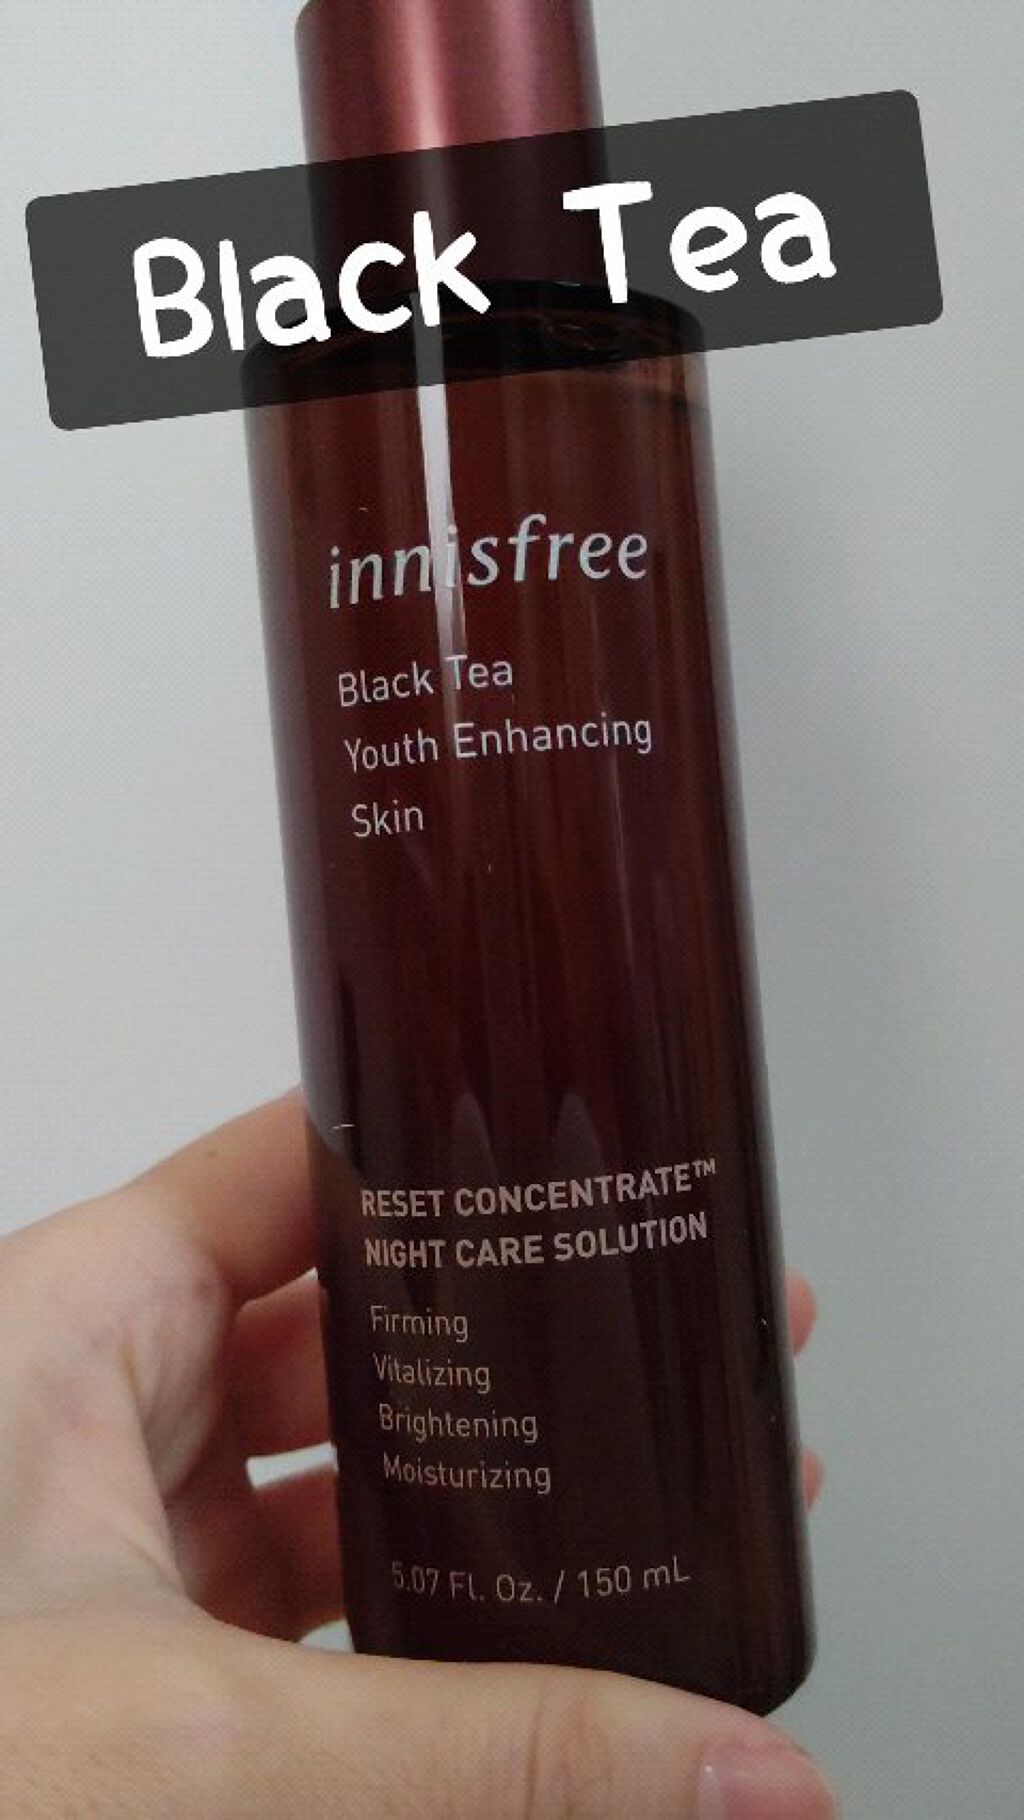 Black Tea
innisfree
Black Tea
Youth Enhancing
Skin
RESET CONCENTRATE™
NIGHT CARE SOLUTION
Firming
Vitalizing
Brightening
Moisturizing
5.07 Fl. Oz. / 150 mL